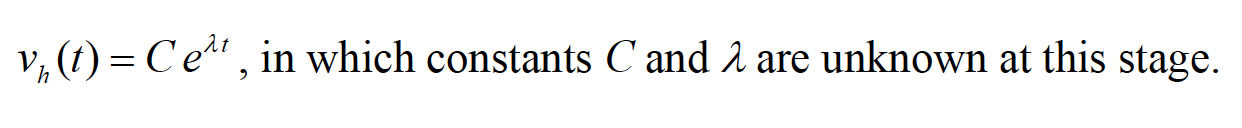 v_h(t) = C e^{λt}, in which constants C and λ are unknown at this stage.